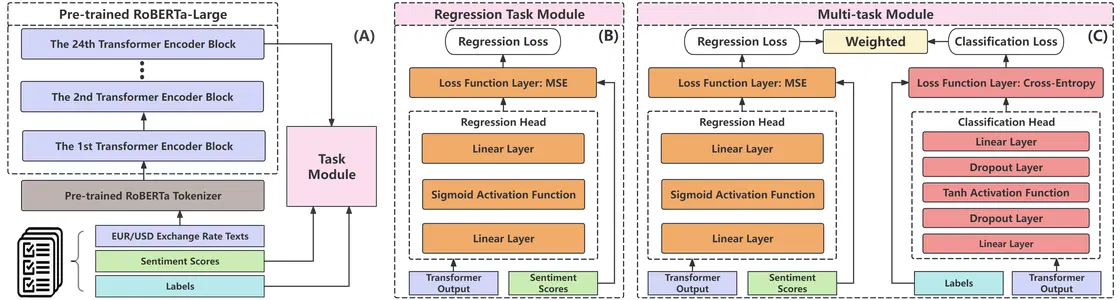 Pre-trained RoBERTa-Large
(A)
The 24th Transformer Encoder Block
The 2nd Transformer Encoder Block
The 1st Transformer Encoder Block
Pre-trained RoBERTa Tokenizer
EUR/USD Exchange Rate Texts
Sentiment Scores
Labels
Task
Module
Regression Task Module
(B)
Regression Loss
Loss Function Layer: MSE
Regression Head
Linear Layer
Sigmoid Activation Function
Linear Layer
Transformer
Output
Sentiment
Scores
Multi-task Module
(C)
Regression Loss
Weighted
Classification Loss
Loss Function Layer: MSE
Regression Head
Linear Layer
Sigmoid Activation Function
Linear Layer
Transformer
Output
Sentiment
Scores
Loss Function Layer: Cross-Entropy
Classification Head
Linear Layer
Dropout Layer
Tanh Activation Function
Dropout Layer
Linear Layer
Labels
Transformer
Output